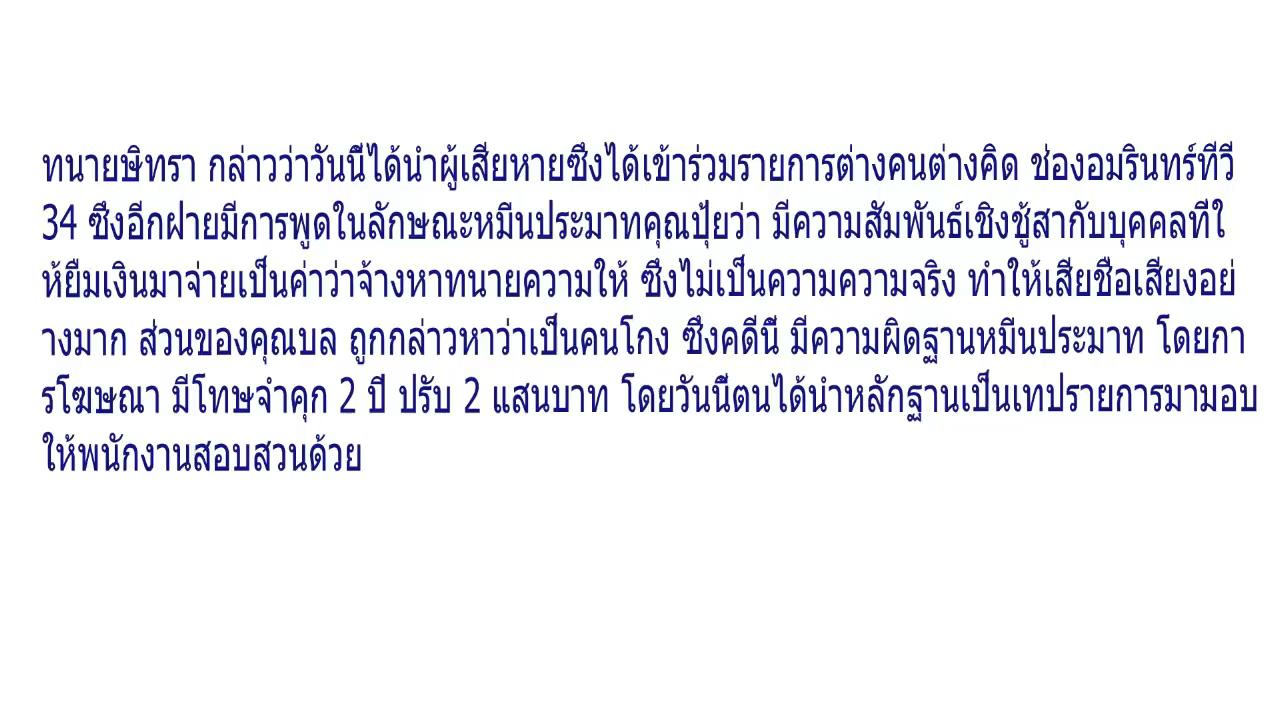 ทนายษิทรา กล่าวว่าวันนี้ได้นำผู้เสียหายซึ่งได้เข้าร่วมรายการต่างคนต่างคิด ช่องอมรินทร์ทีวี
34 ซึ่งอีกฝ่ายมีการพูดในลักษณะหมิ่นประมาทคุณปุ้ยว่า มีความสัมพันธ์เชิงชู้สากับบุคคลที่ใ
ห้ยืมเงินมาจ่ายเป็นค่าว่าจ้างหาทนายความให้ ซึ่งไม่เป็นความความจริง ทำให้เสียชื่อเสียงอย่
างมาก ส่วนของคุณบล ถูกกล่าวหาว่าเป็นคนโกง ซึ่งคดีนี้ มีความผิดฐานหมิ่นประมาท โดยกา
รโฆษณา มีโทษจำคุก 2 ปี ปรับ 2 แสนบาท โดยวันนี้ตนได้นำหลักฐานเป็นเทปรายการมามอบ
ให้พนักงานสอบสวนด้วย